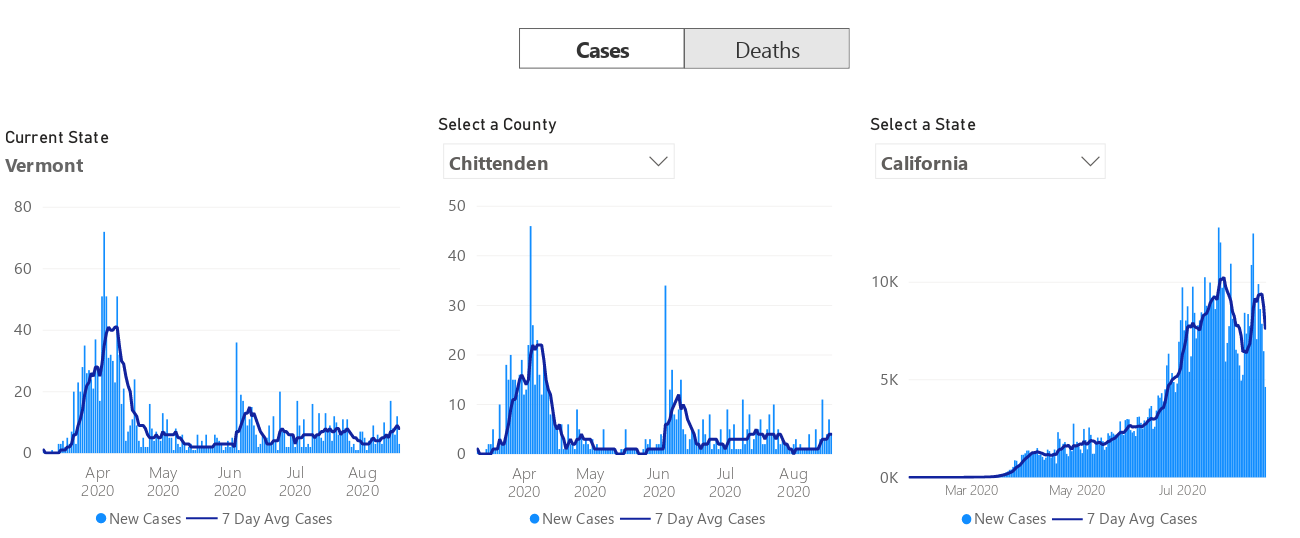 Cases Deaths
Current State
Vermont
80
60
40
20
0
Apr 2020
May 2020
Jun 2020
Jul 2020
Aug 2020
New Cases 7 Day Avg Cases
Select a County
Chittenden
50
40
30
20
10
0
Apr 2020
May 2020
Jun 2020
Jul 2020
Aug 2020
New Cases 7 Day Avg Cases
Select a State
California
10K
5K
0K
Mar 2020 May 2020 Jul 2020
New Cases 7 Day Avg Cases